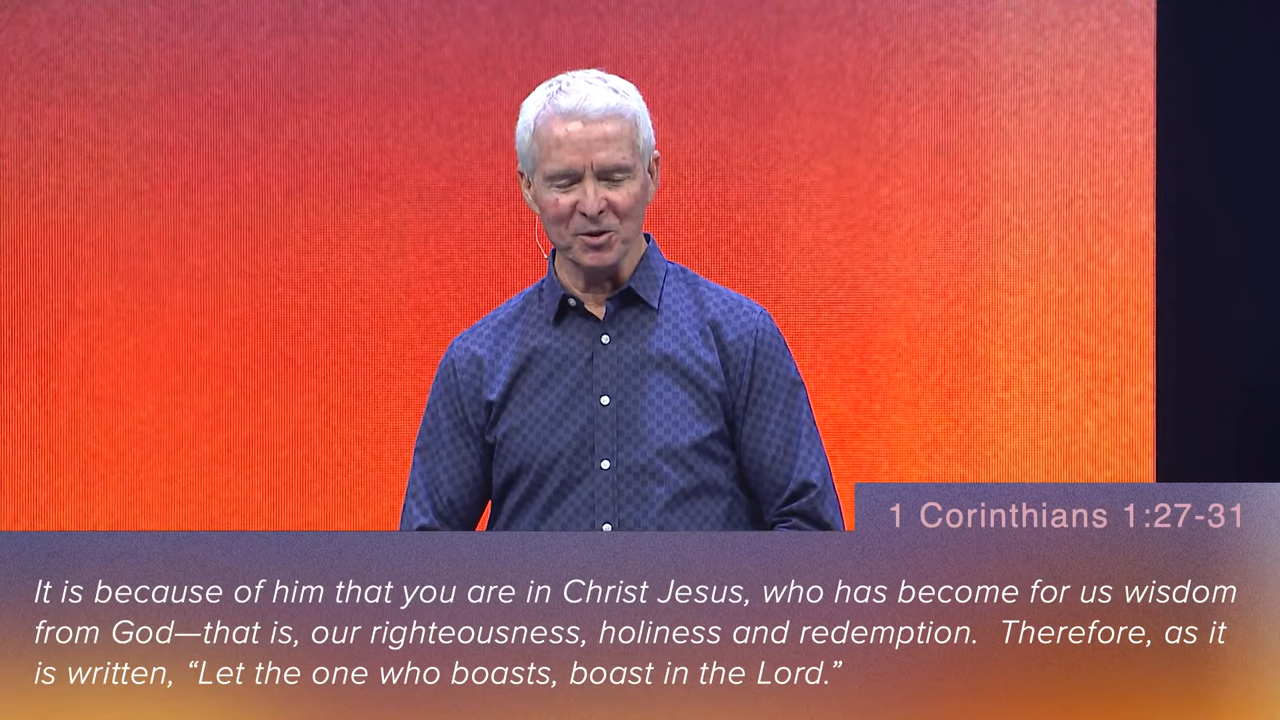 1 Corinthians 1:27-31
It is because of him that you are in Christ Jesus, who has become for us wisdom
from God—that is, our righteousness, holiness and redemption.  Therefore, as it
is written, “Let the one who boasts, boast in the Lord.”